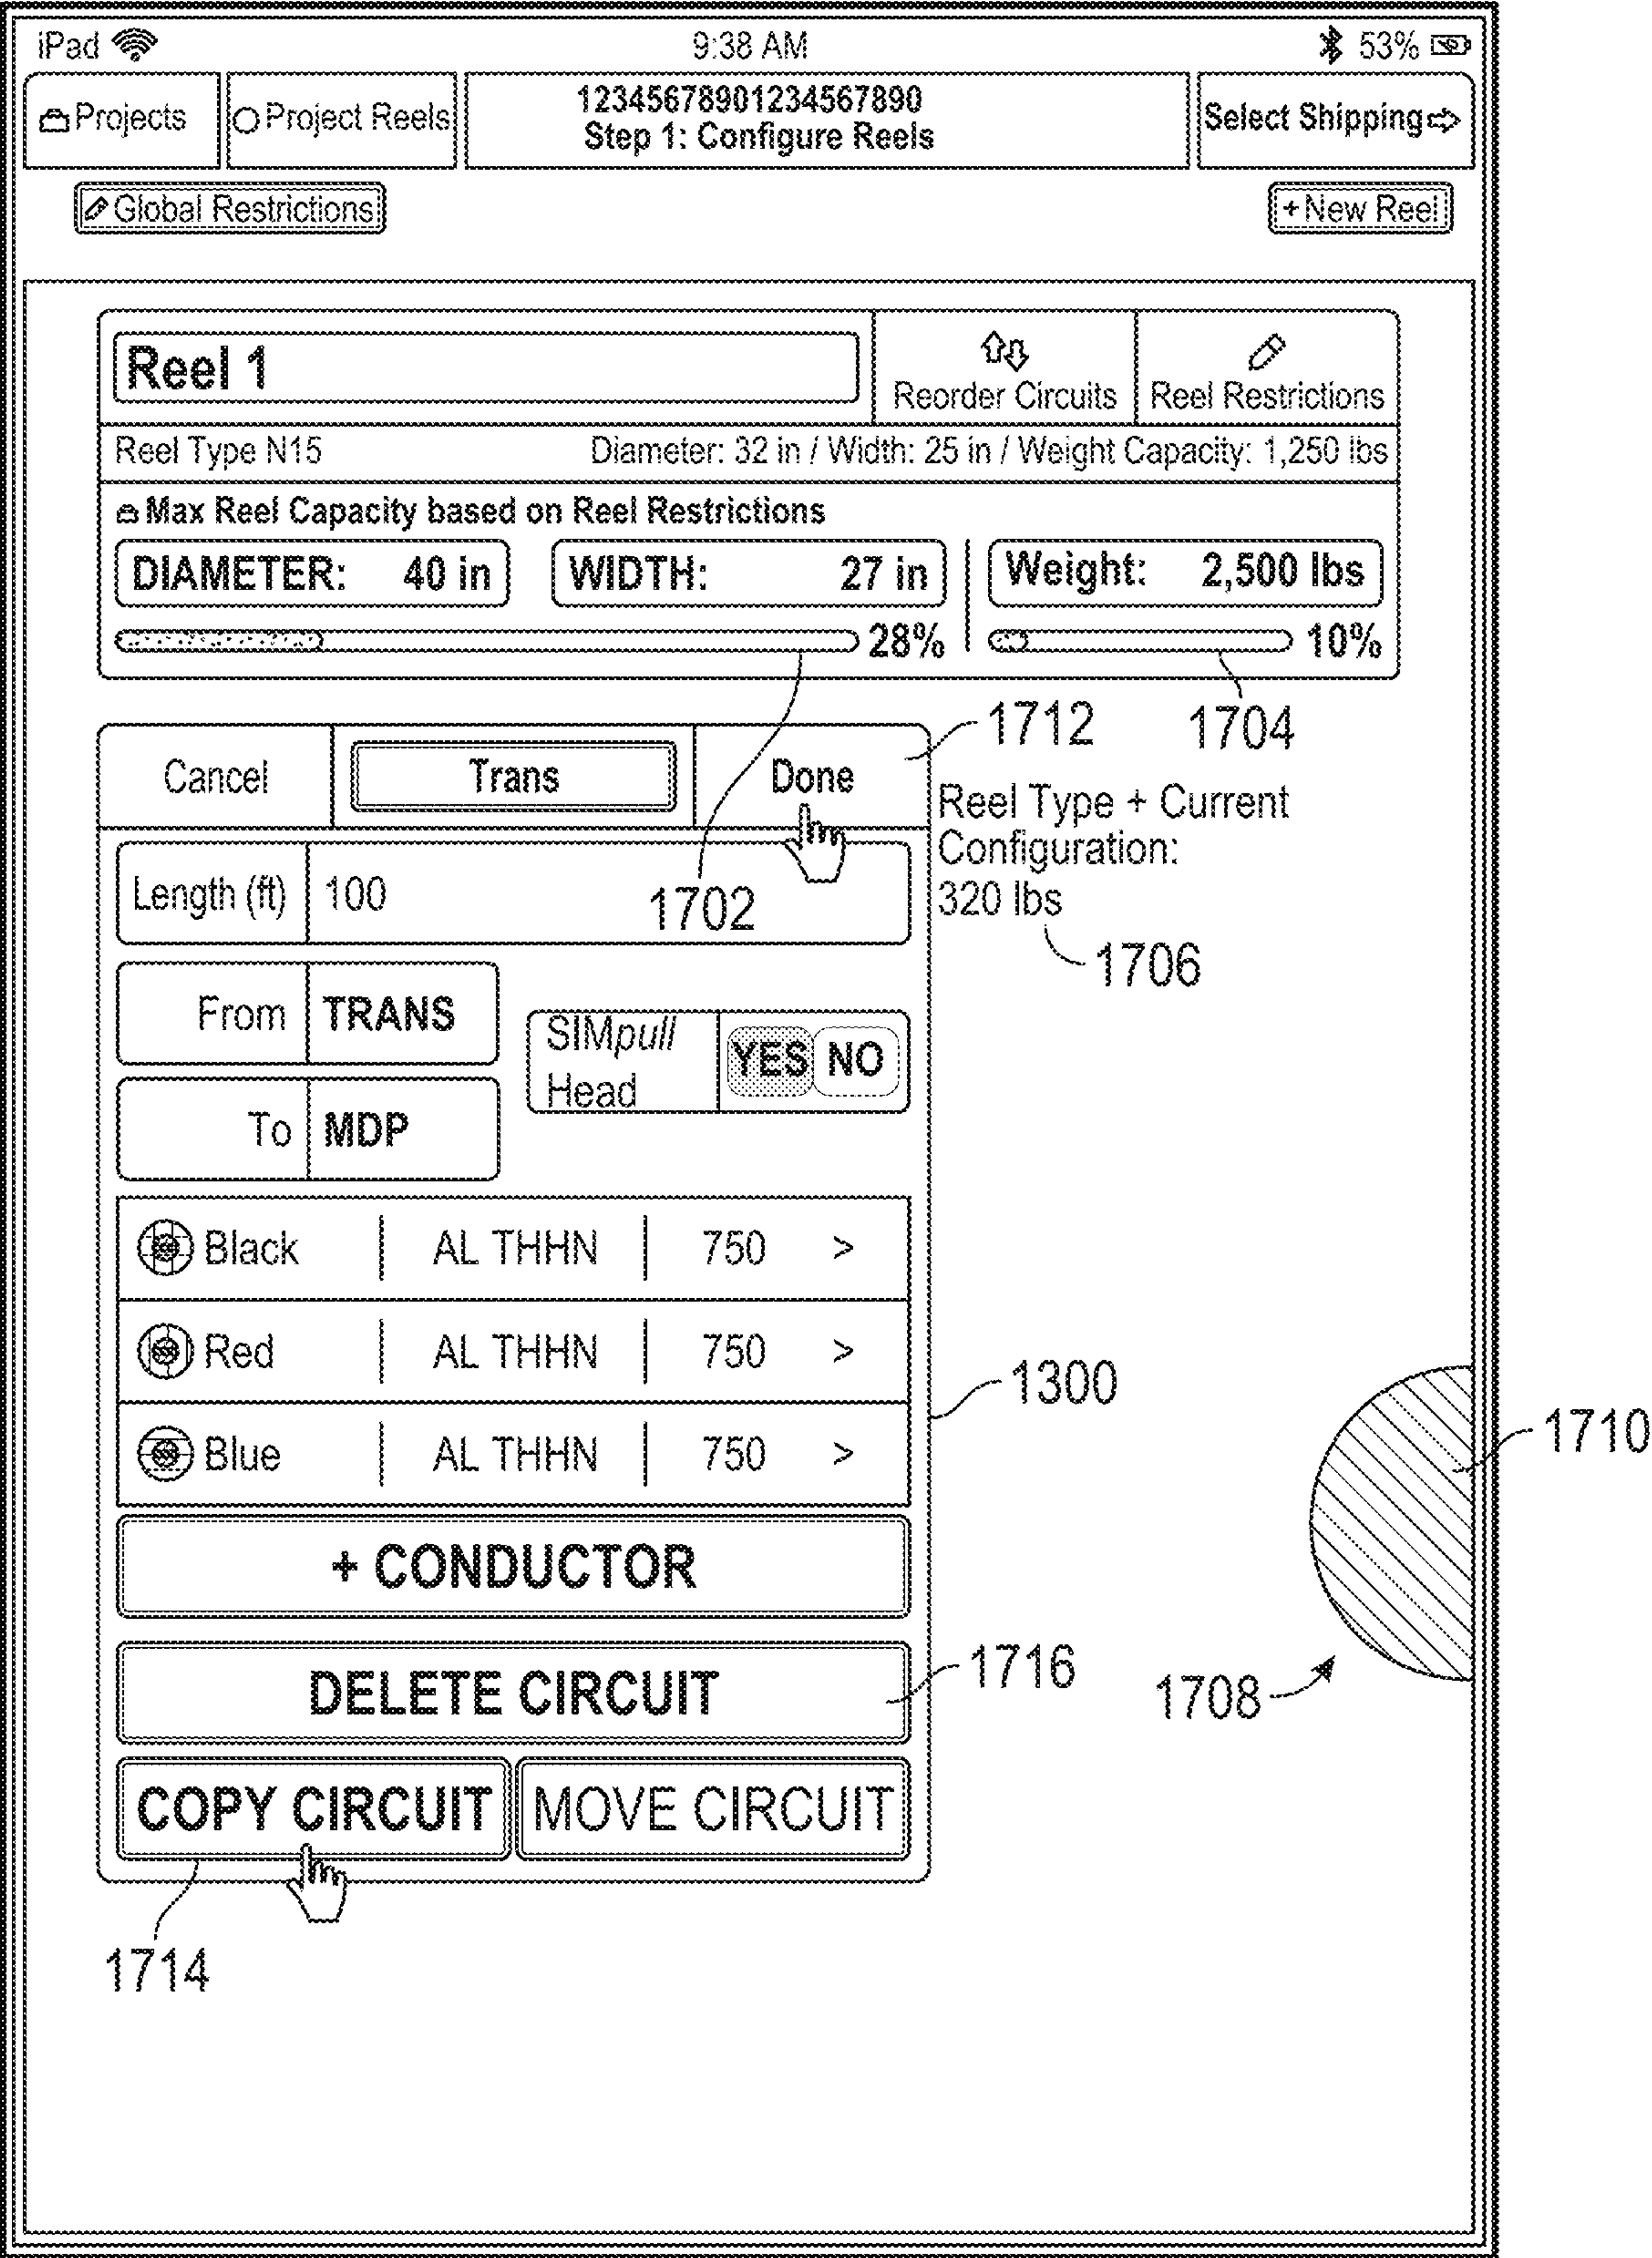 iPad 9:38 AM 53%
Projects Project Reels 12345678901234567890 Select Shipping
Step 1: Configure Reels
Global Restrictions +New Reel
Reel 1 Reorder Circuits Reel Restrictions
Reel Type N15 Diameter: 32 in / Width: 25 in / Weight Capacity: 1,250 lbs
Max Reel Capacity based on Reel Restrictions
DIAMETER: 40 in WIDTH: 27 in Weight: 2,500 lbs
28% 10%
1712 1704
Cancel Trans Done
Reel Type + Current
Configuration:
320 lbs
Length (ft) 100 1702
1706
From TRANS
SIMpull
Head YES NO
To MDP
Black | AL THHN | 750 >
Red | AL THHN | 750 >
1300
Blue | AL THHN | 750 >
1710
+ CONDUCTOR
DELETE CIRCUIT 1716
1708
COPY CIRCUIT MOVE CIRCUIT
1714